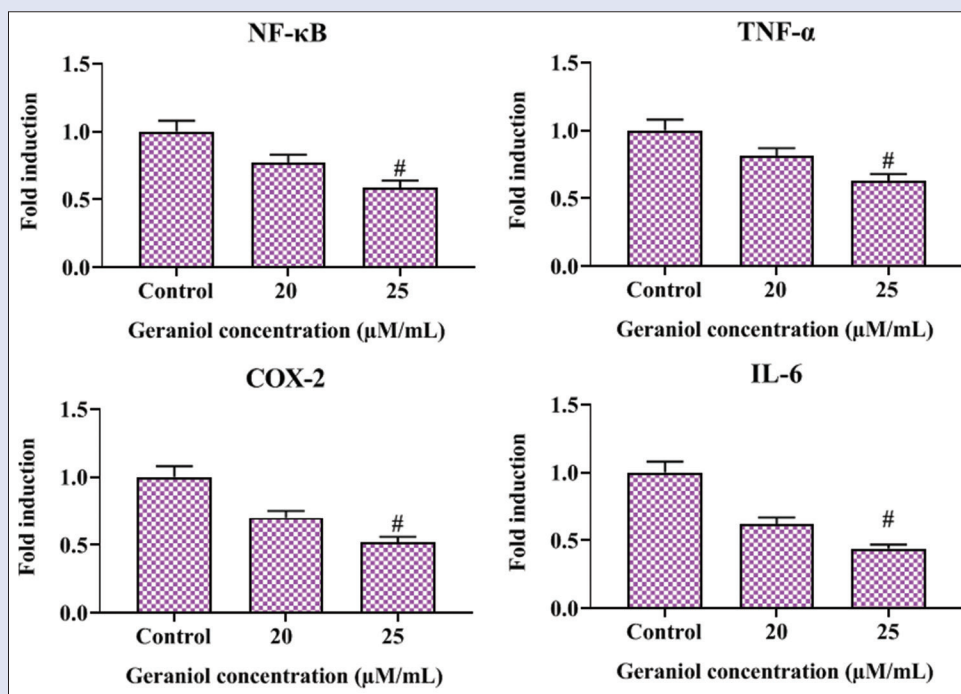 NF-κB
1.5
1.0
0.5
0.0
Fold induction
#
Control 20 25
Geraniol concentration (μM/mL)
TNF-α
1.5
1.0
0.5
0.0
Fold induction
#
Control 20 25
Geraniol concentration (μM/mL)
COX-2
1.5
1.0
0.5
0.0
Fold induction
#
Control 20 25
Geraniol concentration (μM/mL)
IL-6
1.5
1.0
0.5
0.0
Fold induction
#
Control 20 25
Geraniol concentration (μM/mL)